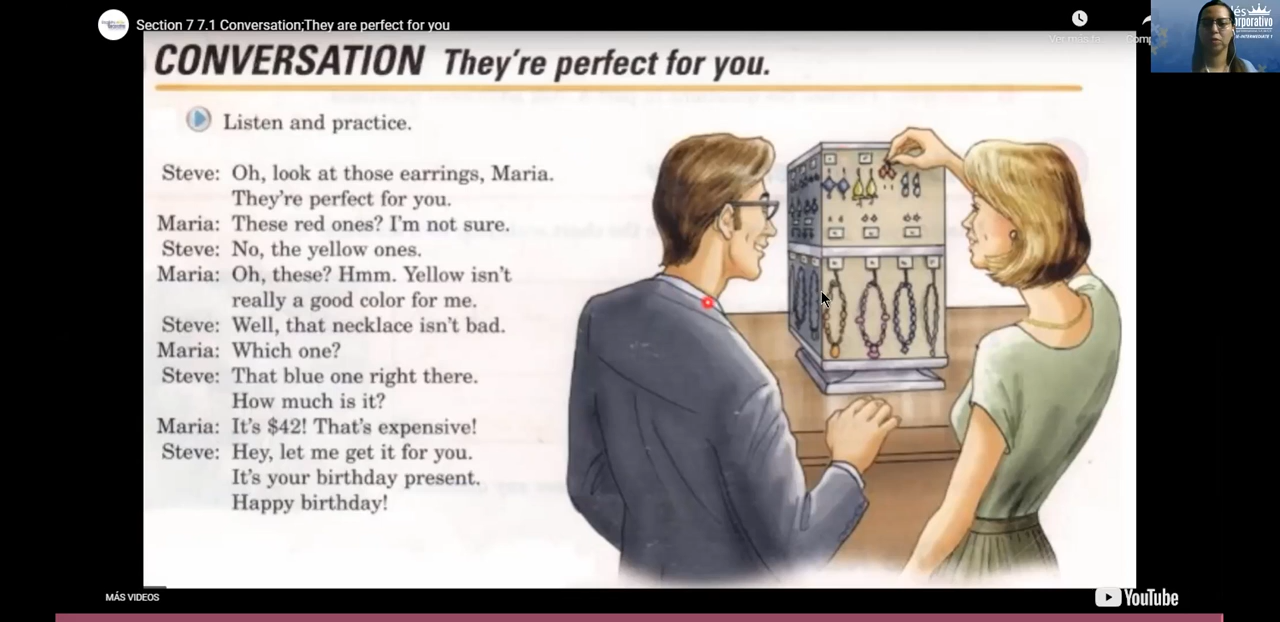 Section 7 7.1 Conversation;They are perfect for you
CONVERSATION They're perfect for you.
Listen and practice.
Steve: Oh, look at those earrings, Maria.
They're perfect for you.
Maria: These red ones? I'm not sure.
Steve: No, the yellow ones.
Maria: Oh, these? Hmm. Yellow isn't
really a good color for me.
Steve: Well, that necklace isn't bad.
Maria: Which one?
Steve: That blue one right there.
How much is it?
Maria: It's $42! That's expensive!
Steve: Hey, let me get it for you.
It's your birthday present.
Happy birthday!
MÁS VIDEOS
YouTube